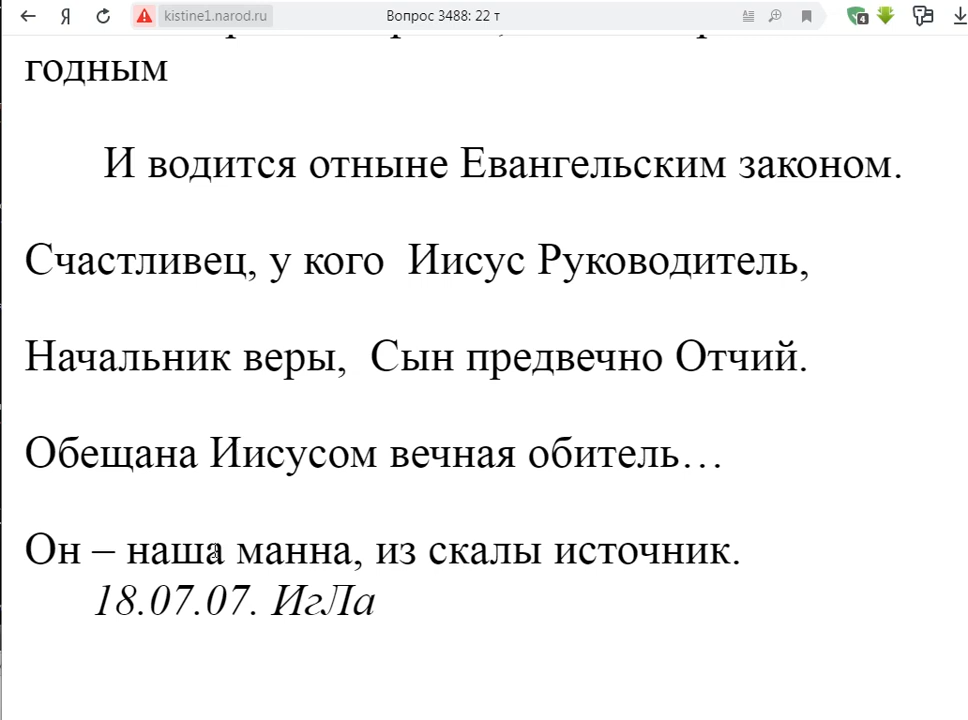 kistine1.narod.ru
Вопрос 3488: 22 т
4
годным
И водится отныне Евангельским законом.
Счастливец, у кого Иисус Руководитель,
Начальник веры, Сын предвечно Отчий.
Обещана Иисусом вечная обитель…
Он – наша манна, из скалы источник.
18.07.07. ИгЛа